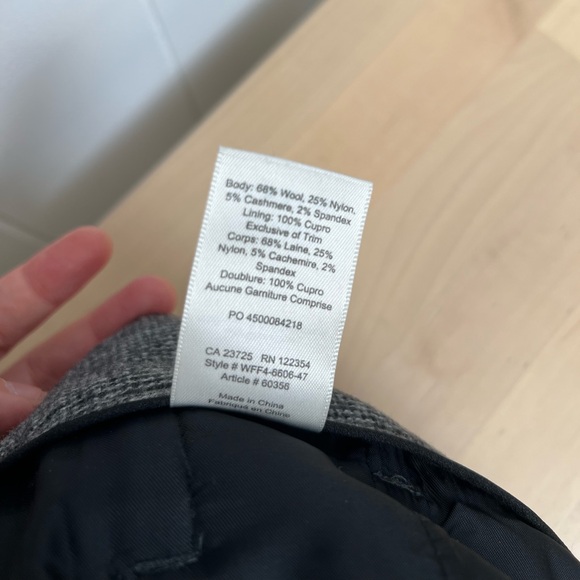 Body: 68% Wool, 25% Nylon,
5% Cashmere, 2% Spandex
Lining: 100% Cupro
Exclusive of Trim
Corps: 68% Laine, 25%
Nylon, 5% Cachemire, 2%
Spandex
Doublure: 100% Cupro
Aucune Garniture Comprise
PO 4500084218
CA 23725 RN 122354
Style # WFF4-6606-47
Article # 60356
Made in China
Fabriqué en Chine